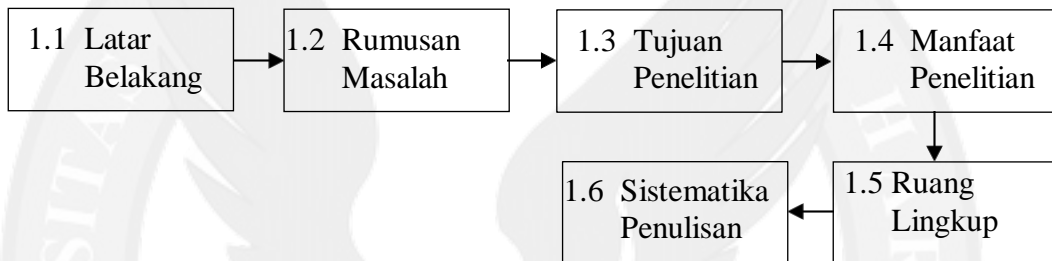 1.1 Latar
Belakang
1.2 Rumusan
Masalah
1.3 Tujuan
Penelitian
1.4 Manfaat
Penelitian
1.5 Ruang
Lingkup
1.6 Sistematika
Penulisan